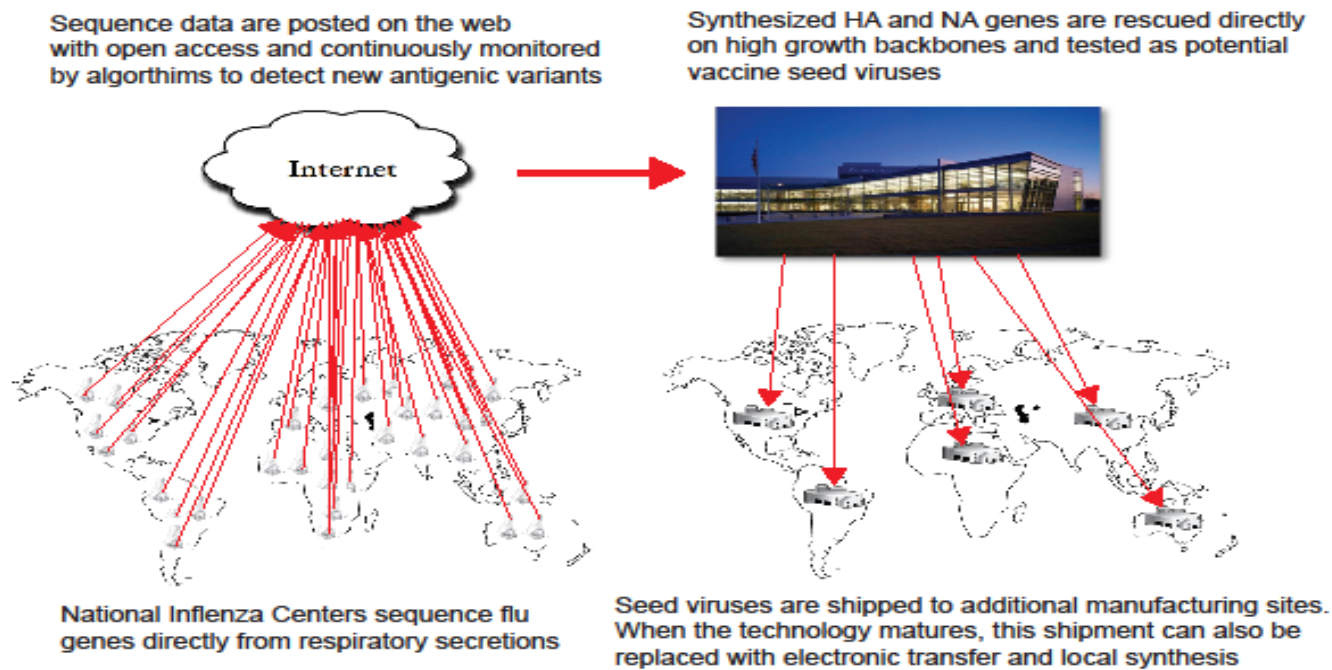 Sequence data are posted on the web
with open access and continuously monitored
by algorthims to detect new antigenic variants
Synthesized HA and NA genes are rescued directly
on high growth backbones and tested as potential
vaccine seed viruses
Internet
National Inflenza Centers sequence flu
genes directly from respiratory secretions
Seed viruses are shipped to additional manufacturing sites.
When the technology matures, this shipment can also be
replaced with electronic transfer and local synthesis